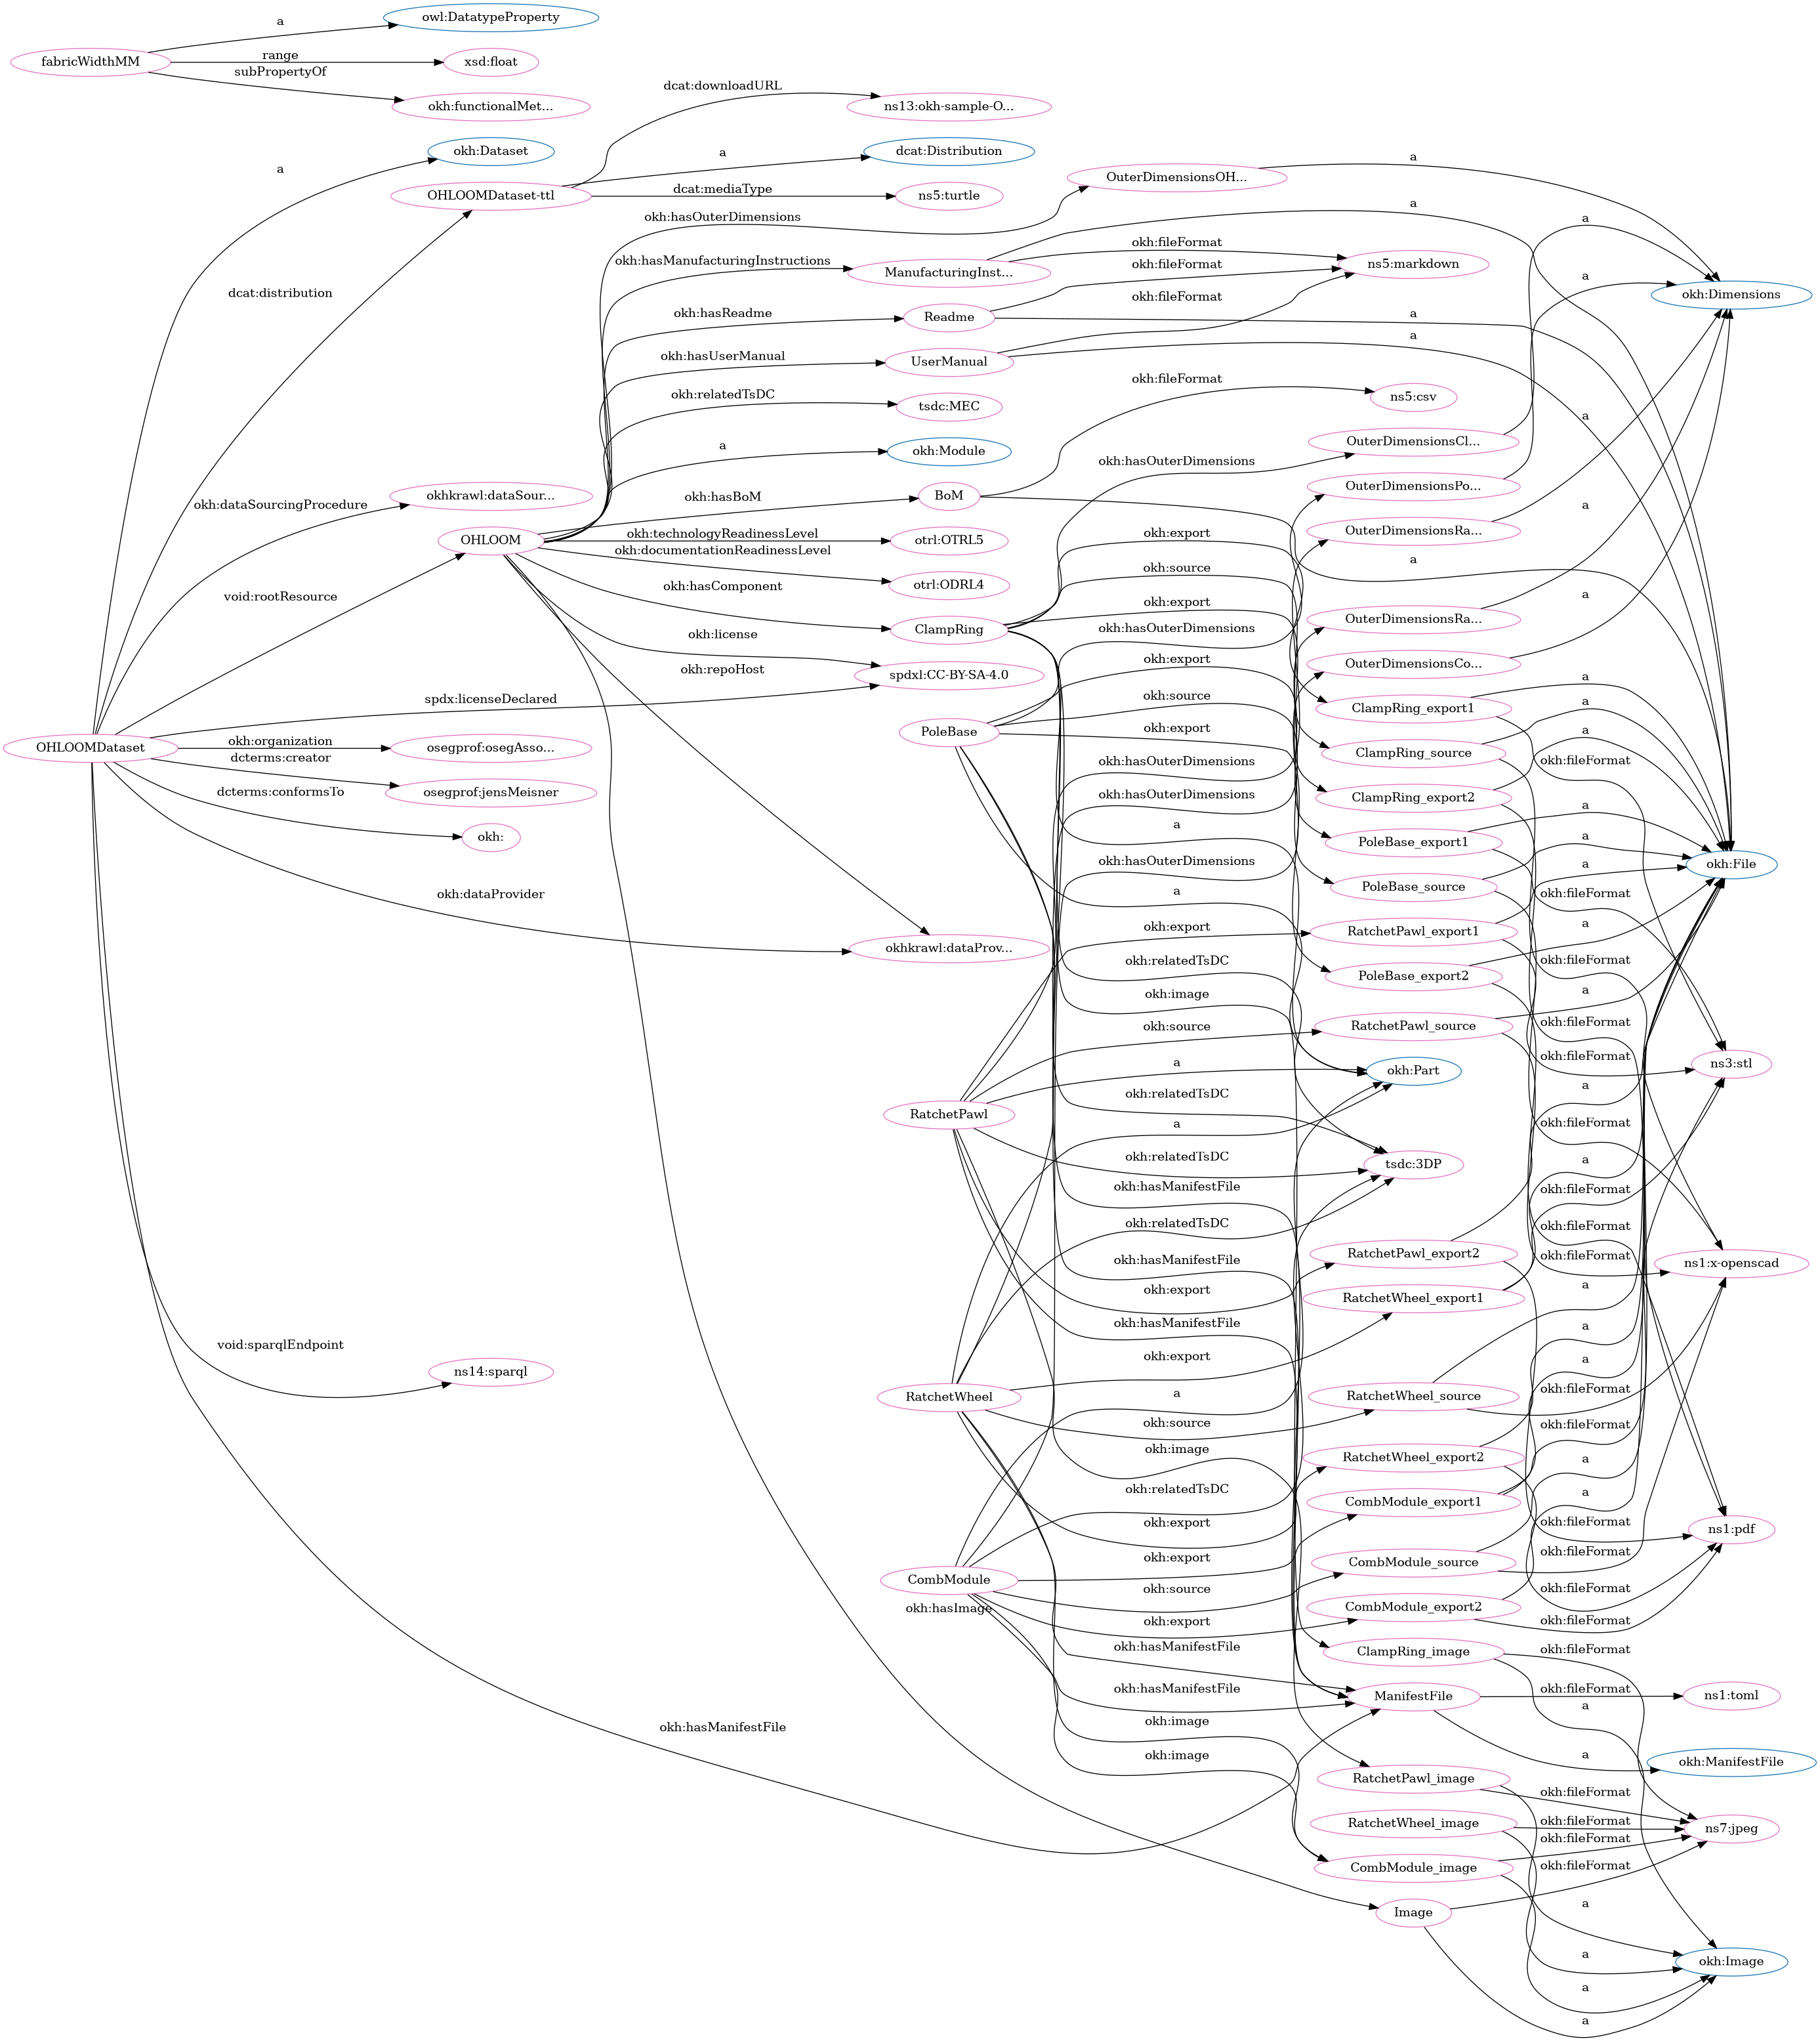 a
owl:DatatypeProperty
fabricWidthMM
range
xsd:float
subPropertyOf
okh:functionalMet...
dcat:downloadURL
ns13:okh-sample-O...
a
okh:Dataset
a
dcat:Distribution
OHLOOMDataset-ttl
dcat:mediaType
ns5:turtle
OuterDimensionsOH...
a
okh:hasOuterDimensions
a
a
okh:hasManufacturingInstructions
ManufacturingInst...
okh:fileFormat
ns5:markdown
okh:fileFormat
a
okh:Dimensions
dcat:distribution
okh:hasReadme
Readme
okh:fileFormat
a
okh:hasUserManual
UserManual
a
okh:relatedTsDC
tsdc:MEC
okh:fileFormat
ns5:csv
a
a
okh:Module
okh:hasOuterDimensions
OuterDimensionsCl...
okhkrawl:dataSour...
okh:dataSourcingProcedure
okh:hasBoM
BoM
OuterDimensionsPo...
a
OHLOOM
okh:technologyReadinessLevel
otrl:OTRL5
okh:export
OuterDimensionsRa...
okh:documentationReadinessLevel
otrl:ODRL4
okh:source
a
void:rootResource
okh:hasComponent
ClampRing
okh:export
OuterDimensionsRa...
a
okh:license
okh:hasOuterDimensions
okh:repoHost
spdxl:CC-BY-SA-4.0
okh:export
OuterDimensionsCo...
spdx:licenseDeclared
okh:source
ClampRing_export1
a
OHLOOMDataset
okh:organization
osegprof:osegAsso...
PoleBase
okh:export
ClampRing_source
a
a
okh:fileFormat
dcterms:creator
osegprof:jensMeisner
okh:hasOuterDimensions
okh:hasOuterDimensions
ClampRing_export2
a
dcterms:conformsTo
okh:
a
PoleBase_export1
a
okh:hasOuterDimensions
a
okh:File
okh:dataProvider
a
PoleBase_source
okh:fileFormat
okh:export
RatchetPawl_export1
a
okhkrawl:dataProv...
okh:relatedTsDC
PoleBase_export2
okh:fileFormat
okh:image
okh:source
RatchetPawl_source
a
okh:fileFormat
a
okh:Part
okh:fileFormat
ns3:stl
RatchetPawl
okh:relatedTsDC
a
a
okh:fileFormat
okh:relatedTsDC
tsdc:3DP
a
okh:hasManifestFile
okh:fileFormat
okh:relatedTsDC
okh:fileFormat
okh:hasManifestFile
RatchetPawl_export2
okh:fileFormat
ns1:x-openscad
okh:export
RatchetWheel_export1
a
okh:hasManifestFile
a
void:sparqlEndpoint
ns14:sparql
okh:export
a
RatchetWheel
a
RatchetWheel_source
okh:fileFormat
okh:source
okh:fileFormat
okh:image
RatchetWheel_export2
a
okh:relatedTsDC
CombModule_export1
okh:fileFormat
a
okh:export
okh:fileFormat
ns1:pdf
okh:export
CombModule_source
okh:fileFormat
CombModule
okh:source
okh:fileFormat
okh:hasImage
okh:export
CombModule_export2
okh:fileFormat
okh:hasManifestFile
ClampRing_image
okh:fileFormat
okh:hasManifestFile
ManifestFile
okh:fileFormat
ns1:toml
a
okh:hasManifestFile
okh:image
okh:image
a
okh:ManifestFile
RatchetPawl_image
okh:fileFormat
RatchetWheel_image
okh:fileFormat
ns7:jpeg
okh:fileFormat
CombModule_image
okh:fileFormat
Image
a
a
okh:Image
a
a